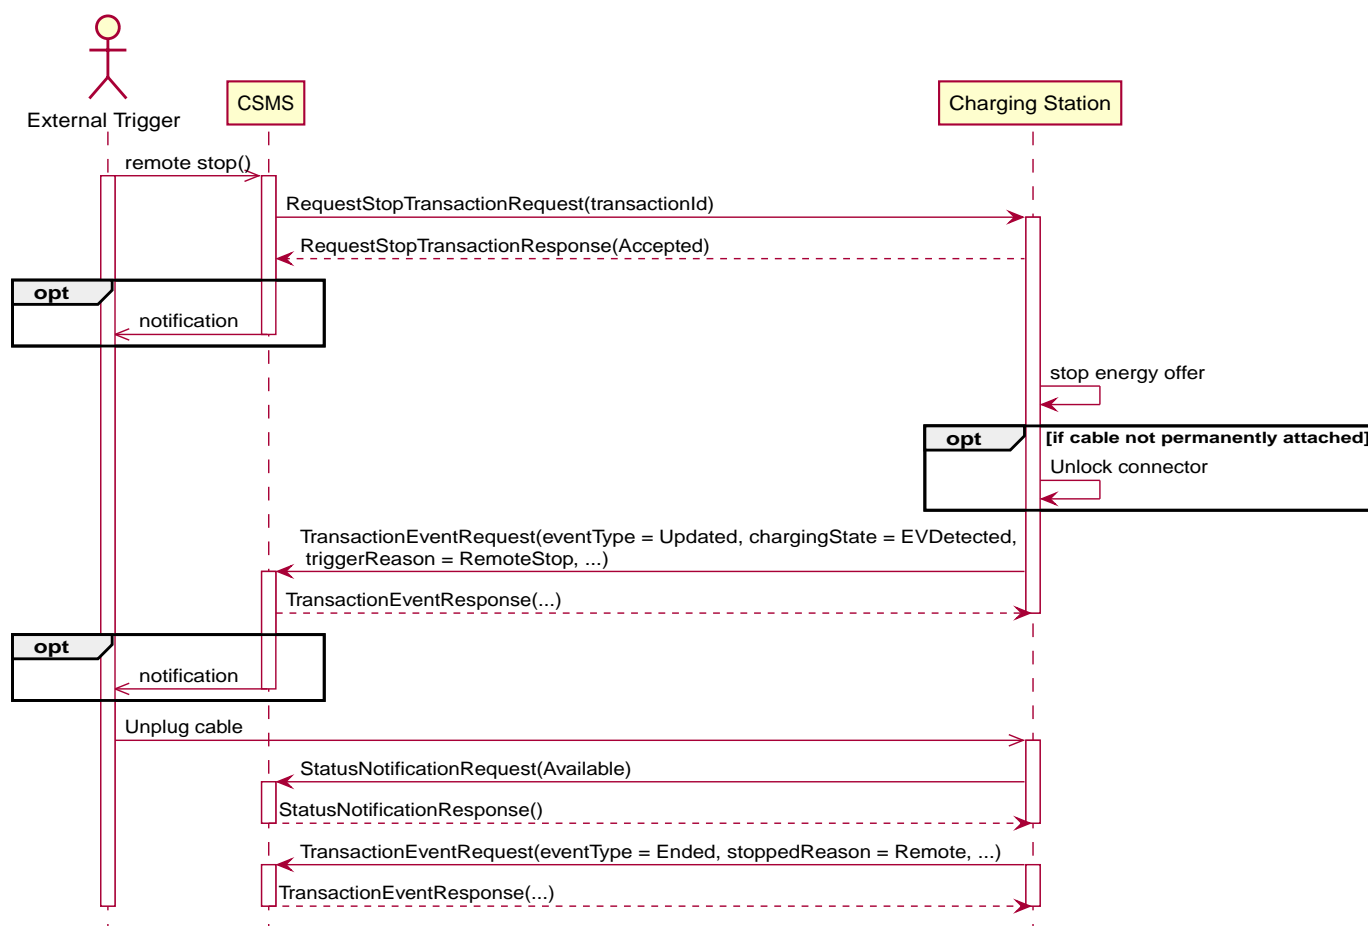 External Trigger
CSMS
Charging Station
remote stop()
RequestStopTransactionRequest(transactionId)
RequestStopTransactionResponse(Accepted)
opt
notification
stop energy offer
opt
[if cable not permanently attached]
Unlock connector
TransactionEventRequest(eventType = Updated, chargingState = EVDetected,
triggerReason = RemoteStop, ...)
TransactionEventResponse(...)
opt
notification
Unplug cable
StatusNotificationRequest(Available)
StatusNotificationResponse()
TransactionEventRequest(eventType = Ended, stoppedReason = Remote, ...)
TransactionEventResponse(...)